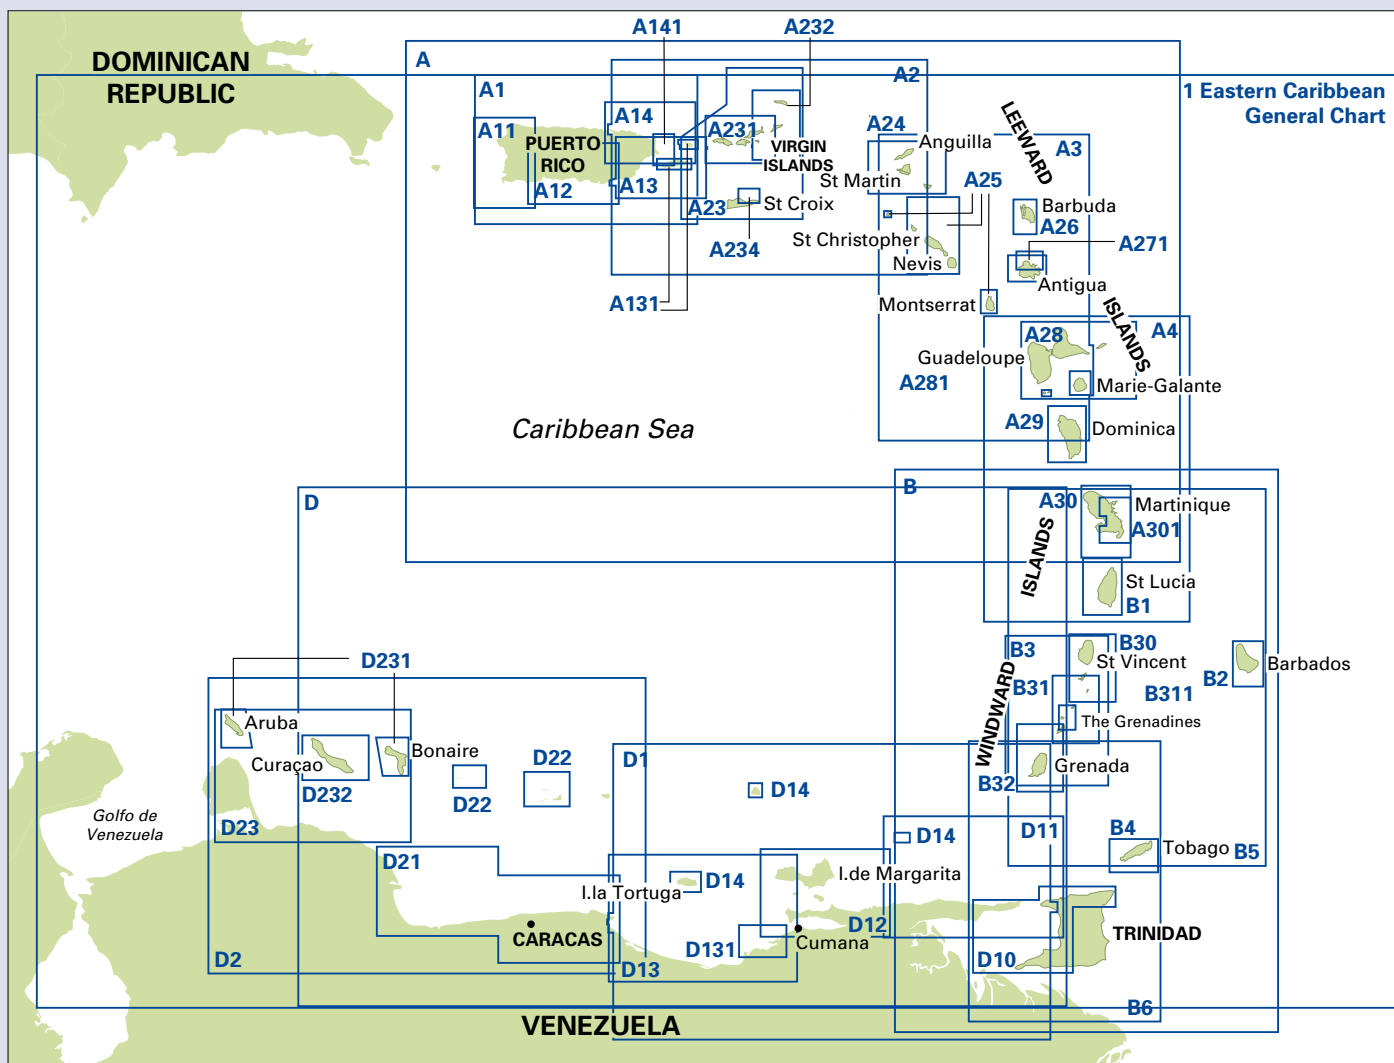 A141
A232
DOMINICAN
REPUBLIC
A
A2
A1
1 Eastern Caribbean
General Chart
A14
A11
A231
A24
LEEWARD
A3
PUERTO
RICO
VIRGIN
ISLANDS
Anguilla
St Martin
A25
A12
A13
A23
St Croix
Barbuda
A26
St Christopher
A234
A271
Nevis
Antigua
A131
Montserrat
ISLANDS
A28
A4
Guadeloupe
A281
Marie-Galante
Caribbean Sea
A29
Dominica
D
B
A30
Martinique
A301
ISLANDS
St Lucia
B1
B3
B30
D231
St Vincent
Barbados
B2
WINDWARD
B31
B311
Aruba
The Grenadines
Bonaire
Curaçao
D22
D1
Grenada
D232
D22
D14
B32
Golfo de
Venezuela
D23
D11
B4
D14
Tobago
B5
D21
I.de Margarita
D14
I.la Tortuga
D12
CARACAS
Cumana
TRINIDAD
D131
D2
D13
D10
B6
VENEZUELA